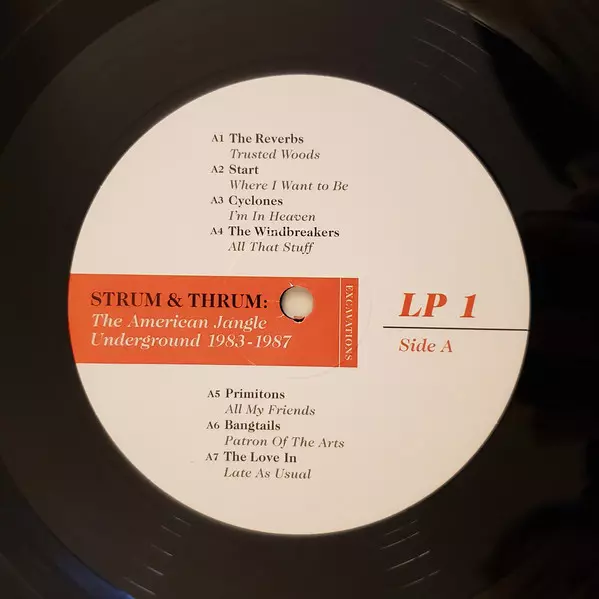 A1 The Reverbs
Trusted Woods
A2 Start
Where I Want to Be
A3 Cyclones
I'm In Heaven
A4 The Windbreakers
All That Stuff
STRUM & THRUM:
The American Jangle
Underground 1983-1987
EXCAVATIONS
LP 1
Side A
A5 Primitons
All My Friends
A6 Bangtails
Patron Of The Arts
A7 The Love In
Late As Usual